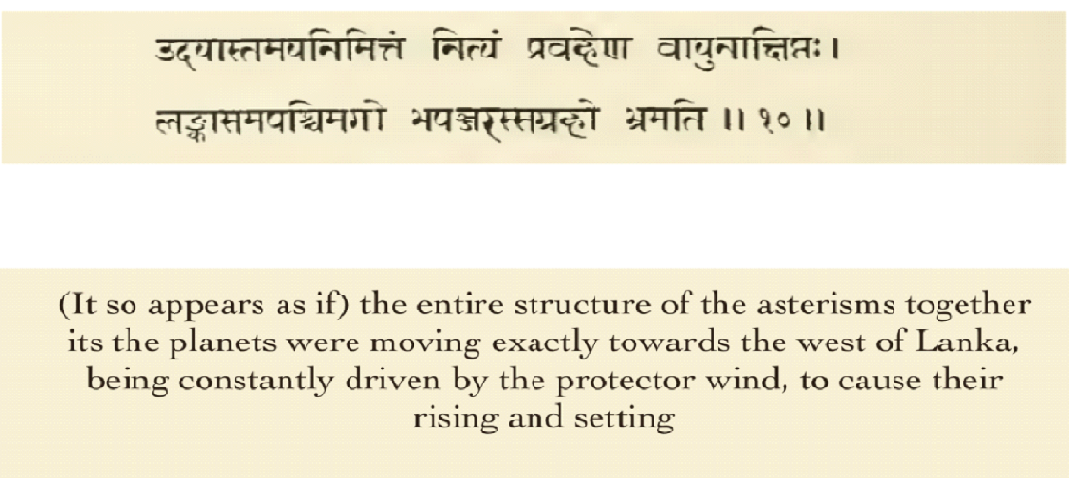 उदयास्तमयनिमित्तं नित्यं प्रवहेण वायुनाक्षिप्तः।
लङ्कासमपश्चिमगो भपञ्जरस्सग्रहो भ्रमति ॥ १० ॥
(It so appears as if) the entire structure of the asterisms together
its the planets were moving exactly towards the west of Lanka,
being constantly driven by the protector wind, to cause their
rising and setting